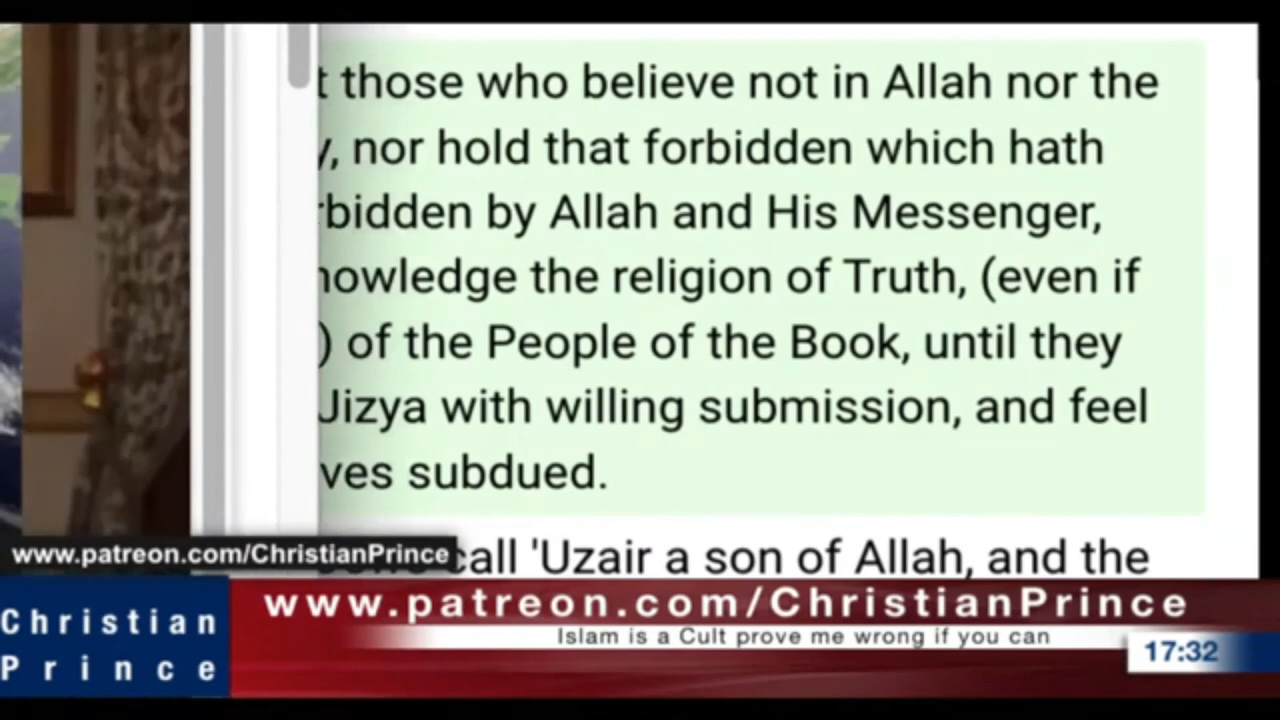 those who believe not in Allah nor the
nor hold that forbidden which hath
by Allah and His Messenger,
the religion of Truth, (even if
) of the People of the Book, until they
Jizya with willing submission, and feel
subdued.
call 'Uzair a son of Allah, and the
www.patreon.com/ChristianPrince
www.patreon.com/ChristianPrince
Islam is a Cult prove me wrong if you can
Christian
Prince
17:32